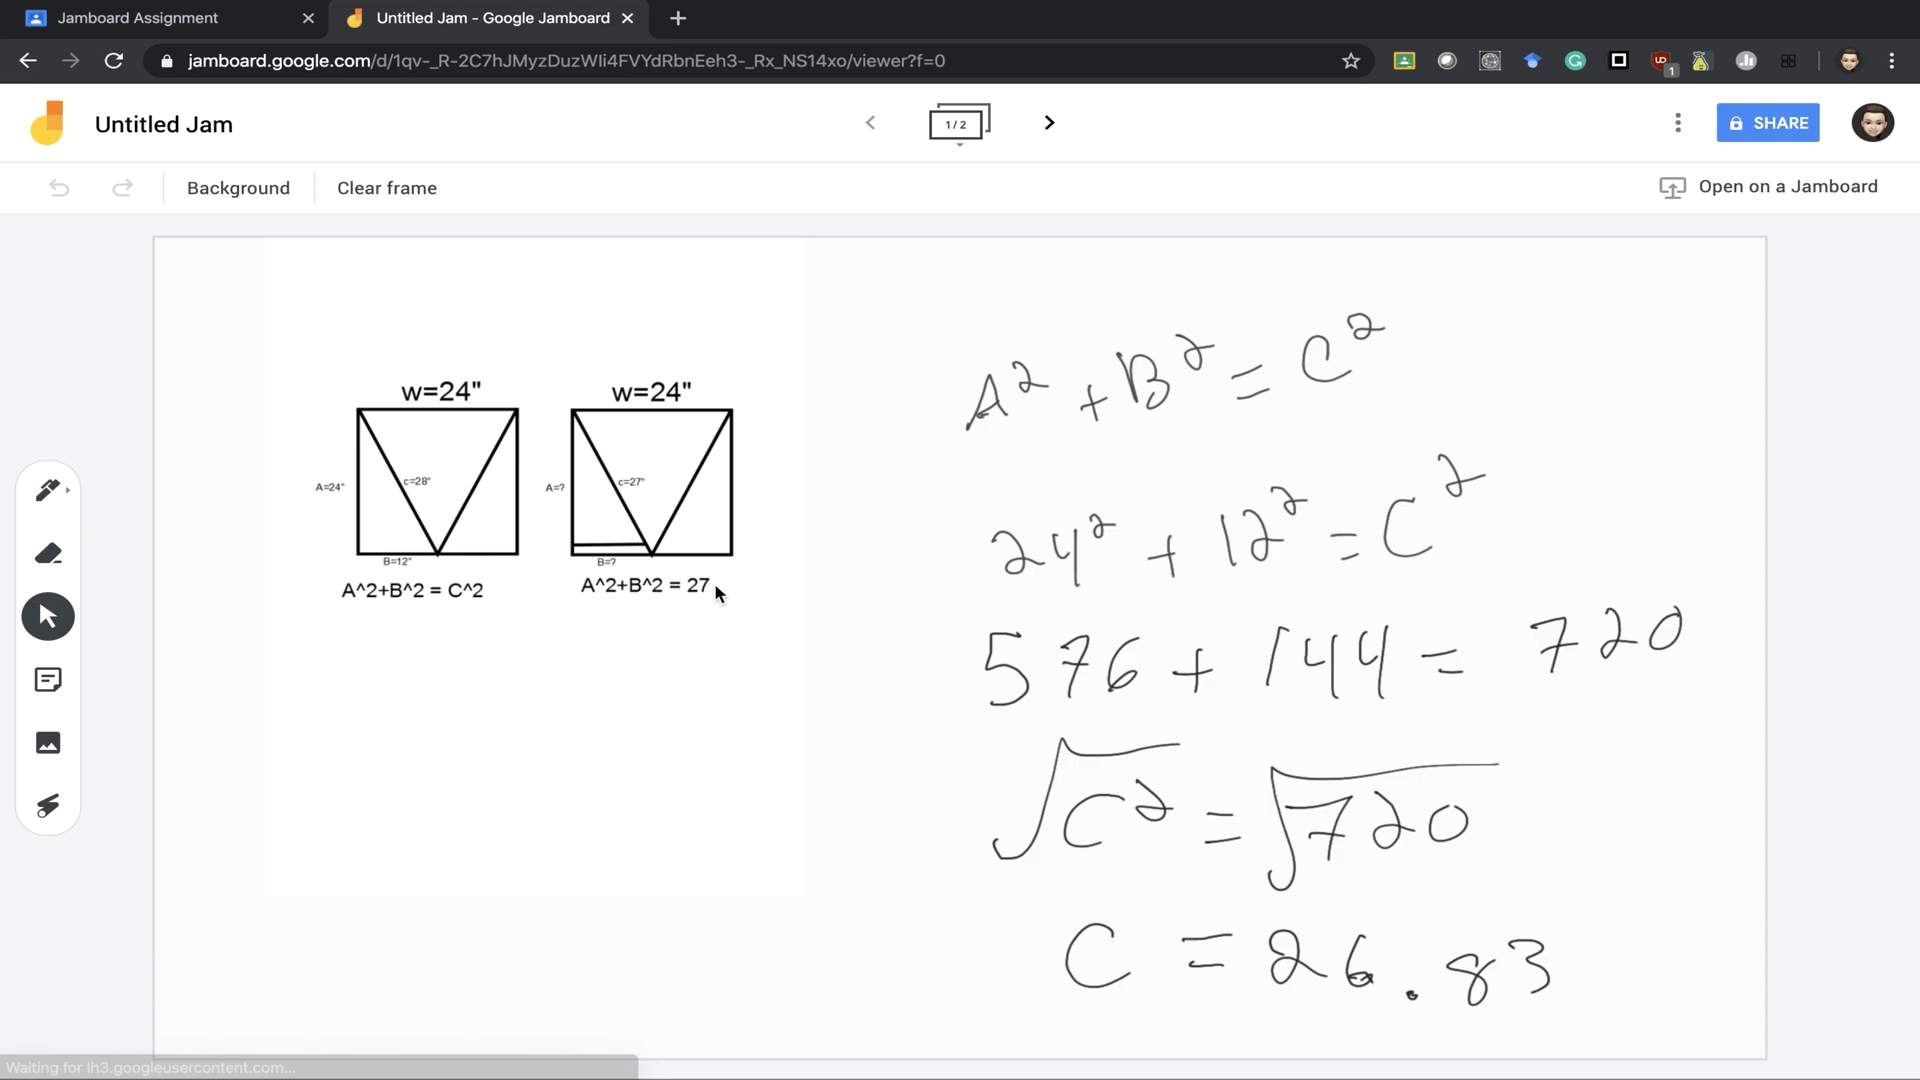 Jamboard Assignment
Untitled Jam - Google Jamboard
jamboard.google.com/d/1qv-_R-2C7hJMyzDuzWIi4FVYdRbnEeh3-_Rx_NS14xo/viewer?f=0
1
Untitled Jam
1 / 2
SHARE
Background
Clear frame
Open on a Jamboard
w=24"
w=24"
A=24"
c=28"
A=?
c=27"
B=12"
B=?
A^2+B^2 = C^2
A^2+B^2 = 27
A² + B² = C²
24² + 12² = C²
576 + 144 = 720
√C² = √720
C = 26.83
Waiting for lh3.googleusercontent.com...